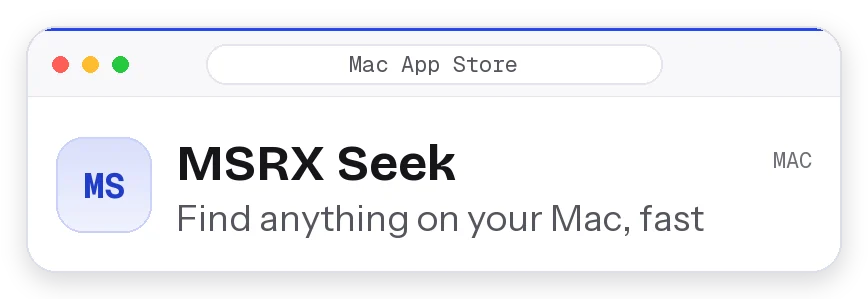 Mac App Store
MS
MSRX Seek
MAC
Find anything on your Mac, fast